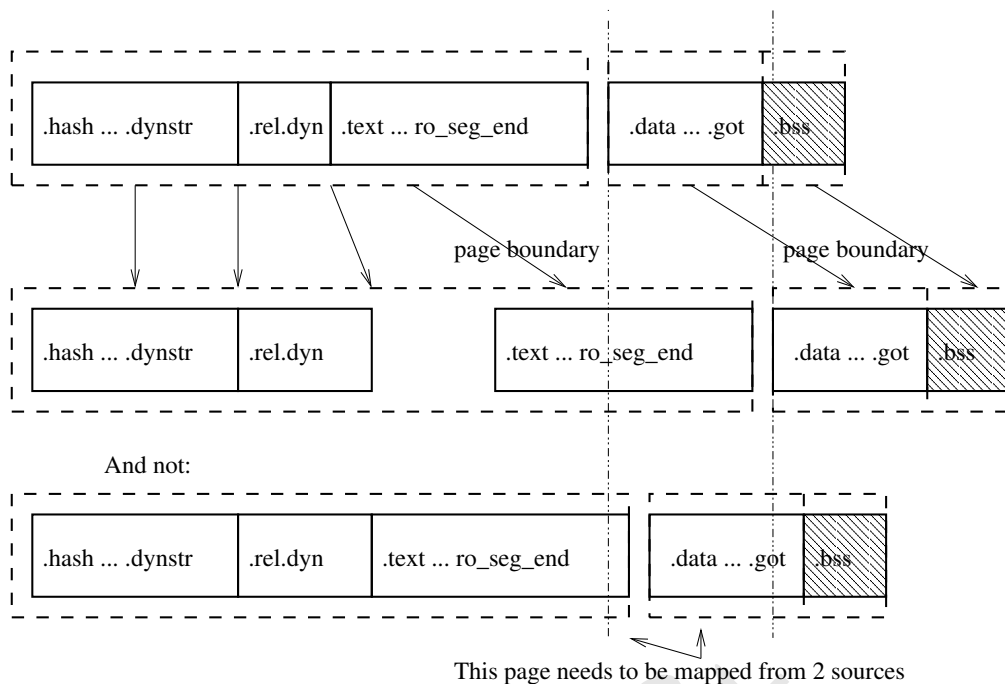 .hash ... .dynstr .rel.dyn .text ... ro_seg_end .data ... .got .bss
page boundary page boundary
.hash ... .dynstr .rel.dyn .text ... ro_seg_end .data ... .got .bss
And not:
.hash ... .dynstr .rel.dyn .text ... ro_seg_end .data ... .got .bss
This page needs to be mapped from 2 sources